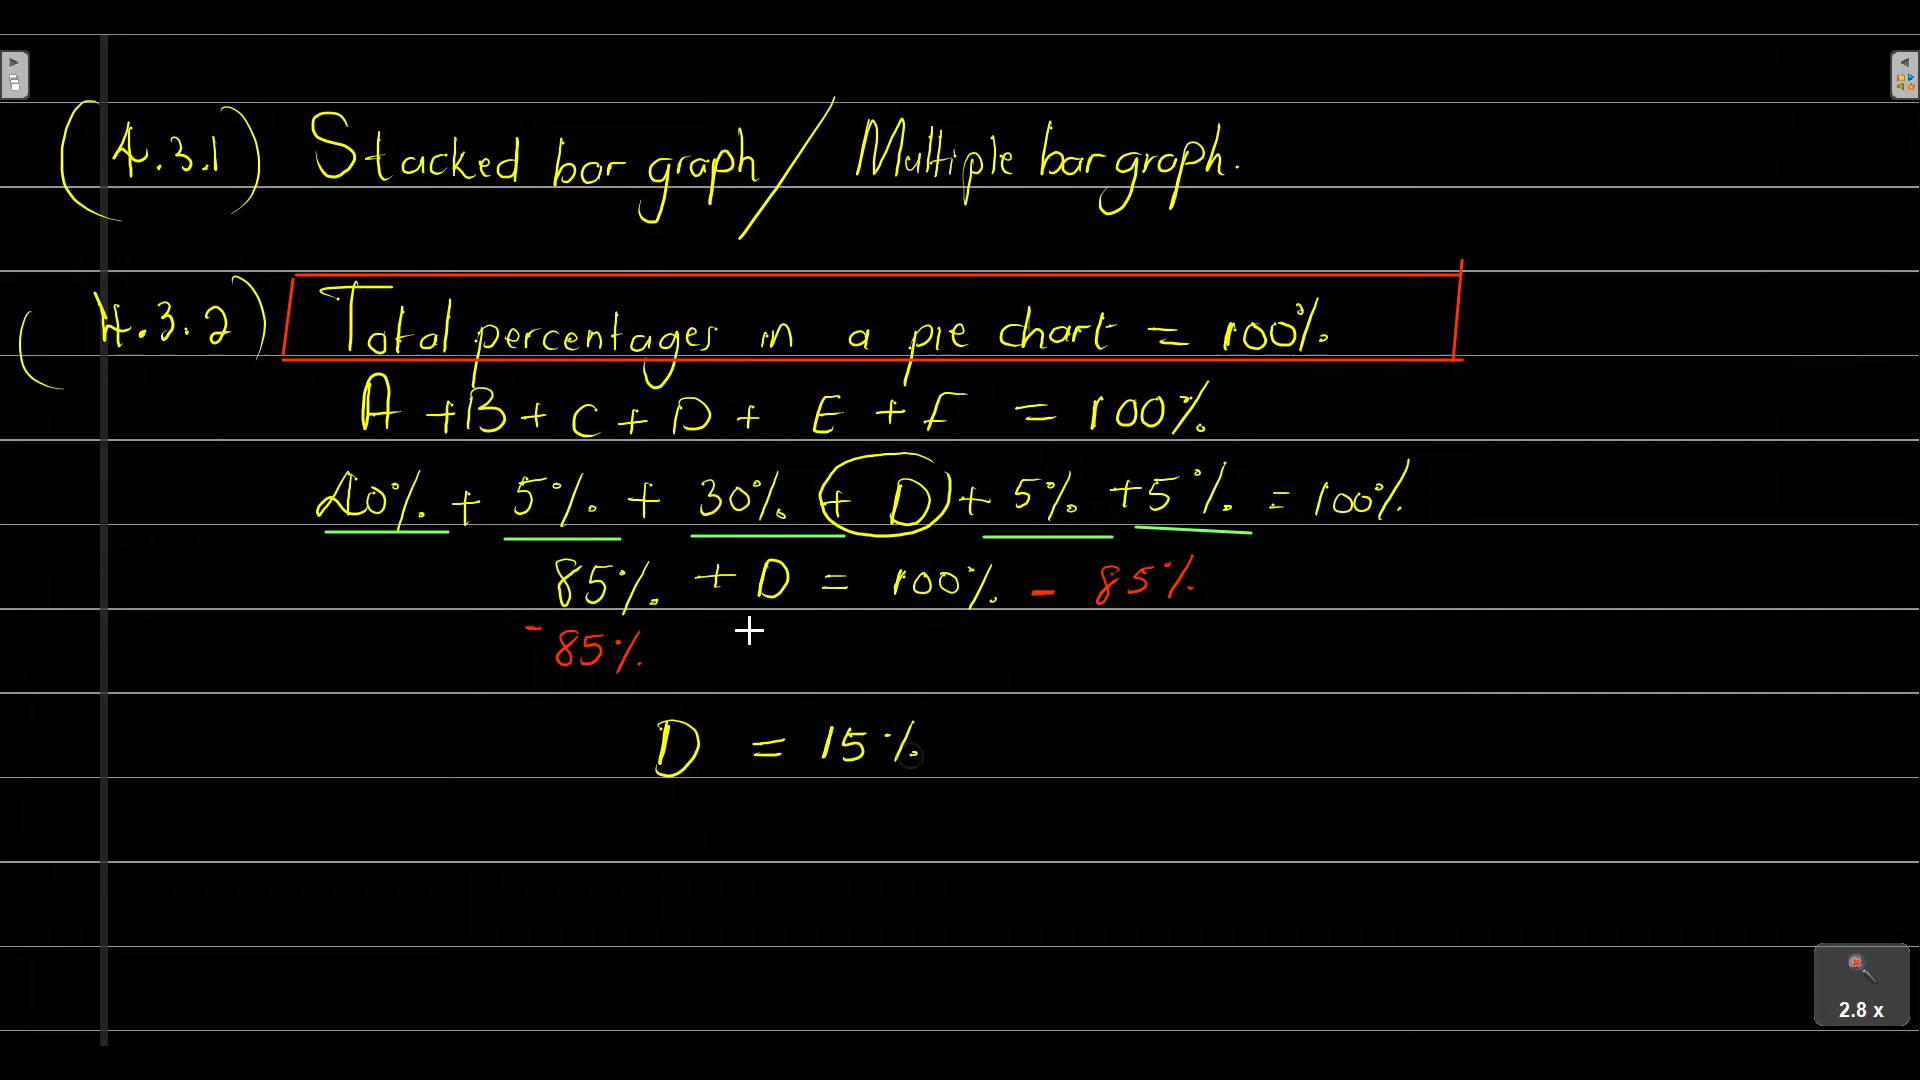 (4.3.1) Stacked bar graph / Multiple bar graph.
(4.3.2) Total percentages in a pie chart = 100%
A + B + C + D + E + F = 100%
40% + 5% + 30% + D + 5% + 5% = 100%
85% + D = 100% - 85%
-85%
D = 15%
2.8 x